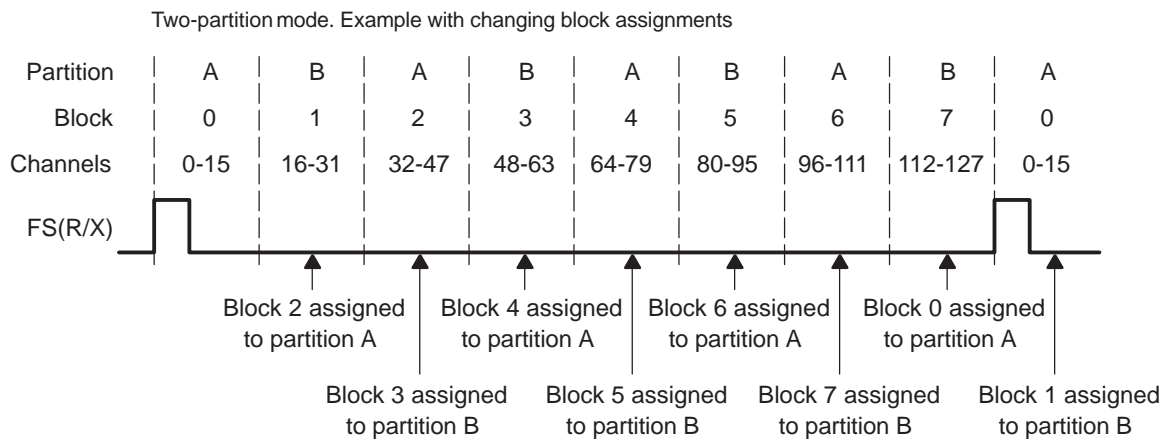 Two-partition mode. Example with changing block assignments
Partition A B A B A B A B A
Block 0 1 2 3 4 5 6 7 0
Channels 0-15 16-31 32-47 48-63 64-79 80-95 96-111 112-127 0-15
FS(R/X)
Block 2 assigned
to partition A
Block 4 assigned
to partition A
Block 6 assigned
to partition A
Block 0 assigned
to partition A
Block 3 assigned
to partition B
Block 5 assigned
to partition B
Block 7 assigned
to partition B
Block 1 assigned
to partition B